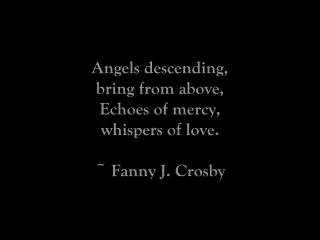 Angels descending,
bring from above,
Echoes of mercy,
whispers of love.
~ Fanny J. Crosby